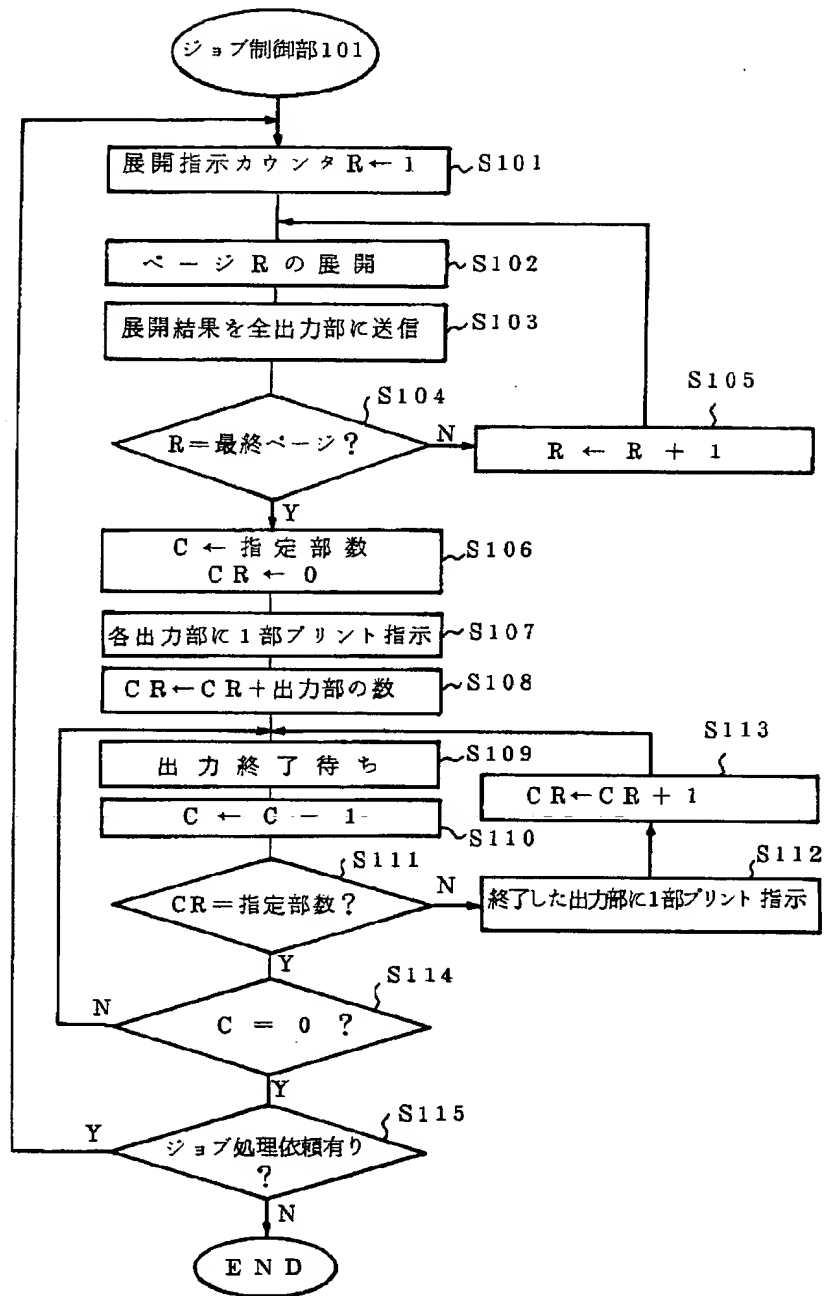 ジョブ制御部101
展開指示カウンタR←1
S101
ページRの展開
S102
展開結果を全出力部に送信
S103
S104
R=最終ページ?
N
S105
R ← R + 1
Y
C ← 指定部数
CR ← 0
S106
各出力部に1部プリント指示
S107
CR←CR+出力部の数
S108
出力終了待ち
S109
C ← C - 1
S110
S111
CR=指定部数?
N
S112
終了した出力部に1部プリント指示
S113
CR←CR+1
Y
S114
C = 0 ?
N
Y
S115
ジョブ処理依頼有り
?
Y
N
END